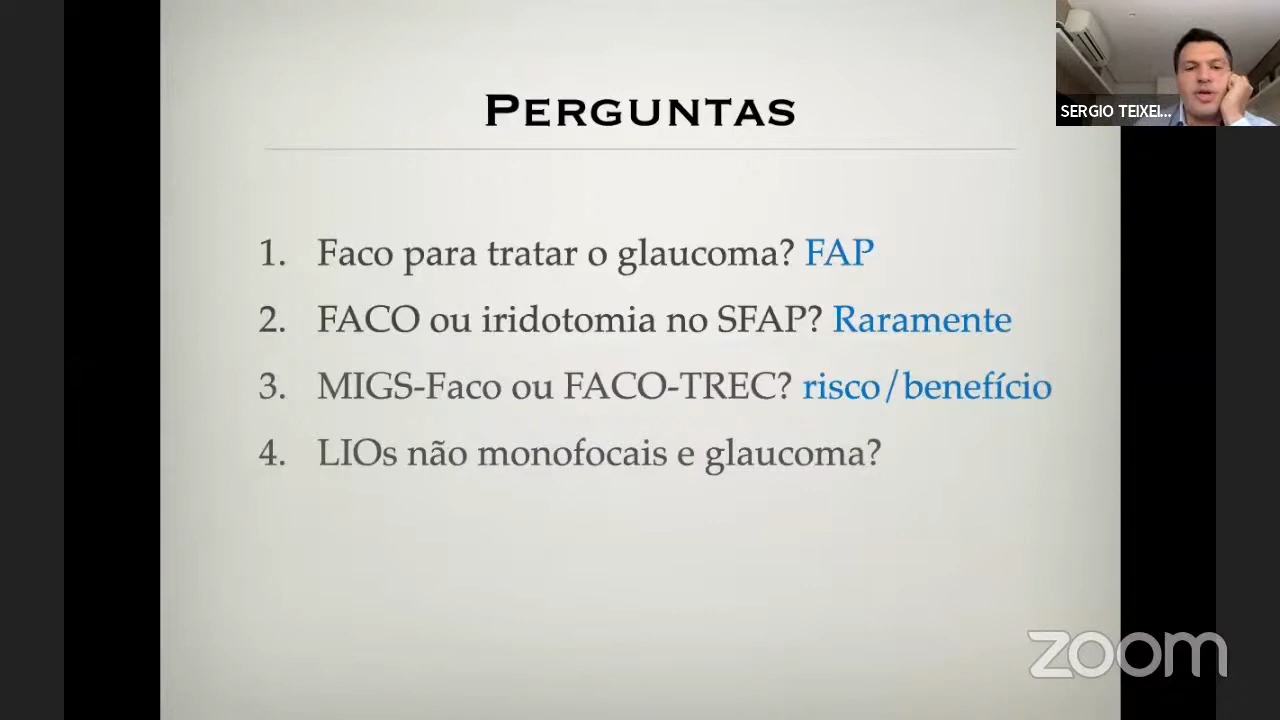 PERGUNTAS
SERGIO TEIXEI...
1. Faco para tratar o glaucoma? FAP
2. FACO ou iridotomia no SFAP? Raramente
3. MIGS-Faco ou FACO-TREC? risco/benefício
4. LIOs não monofocais e glaucoma?
zoom